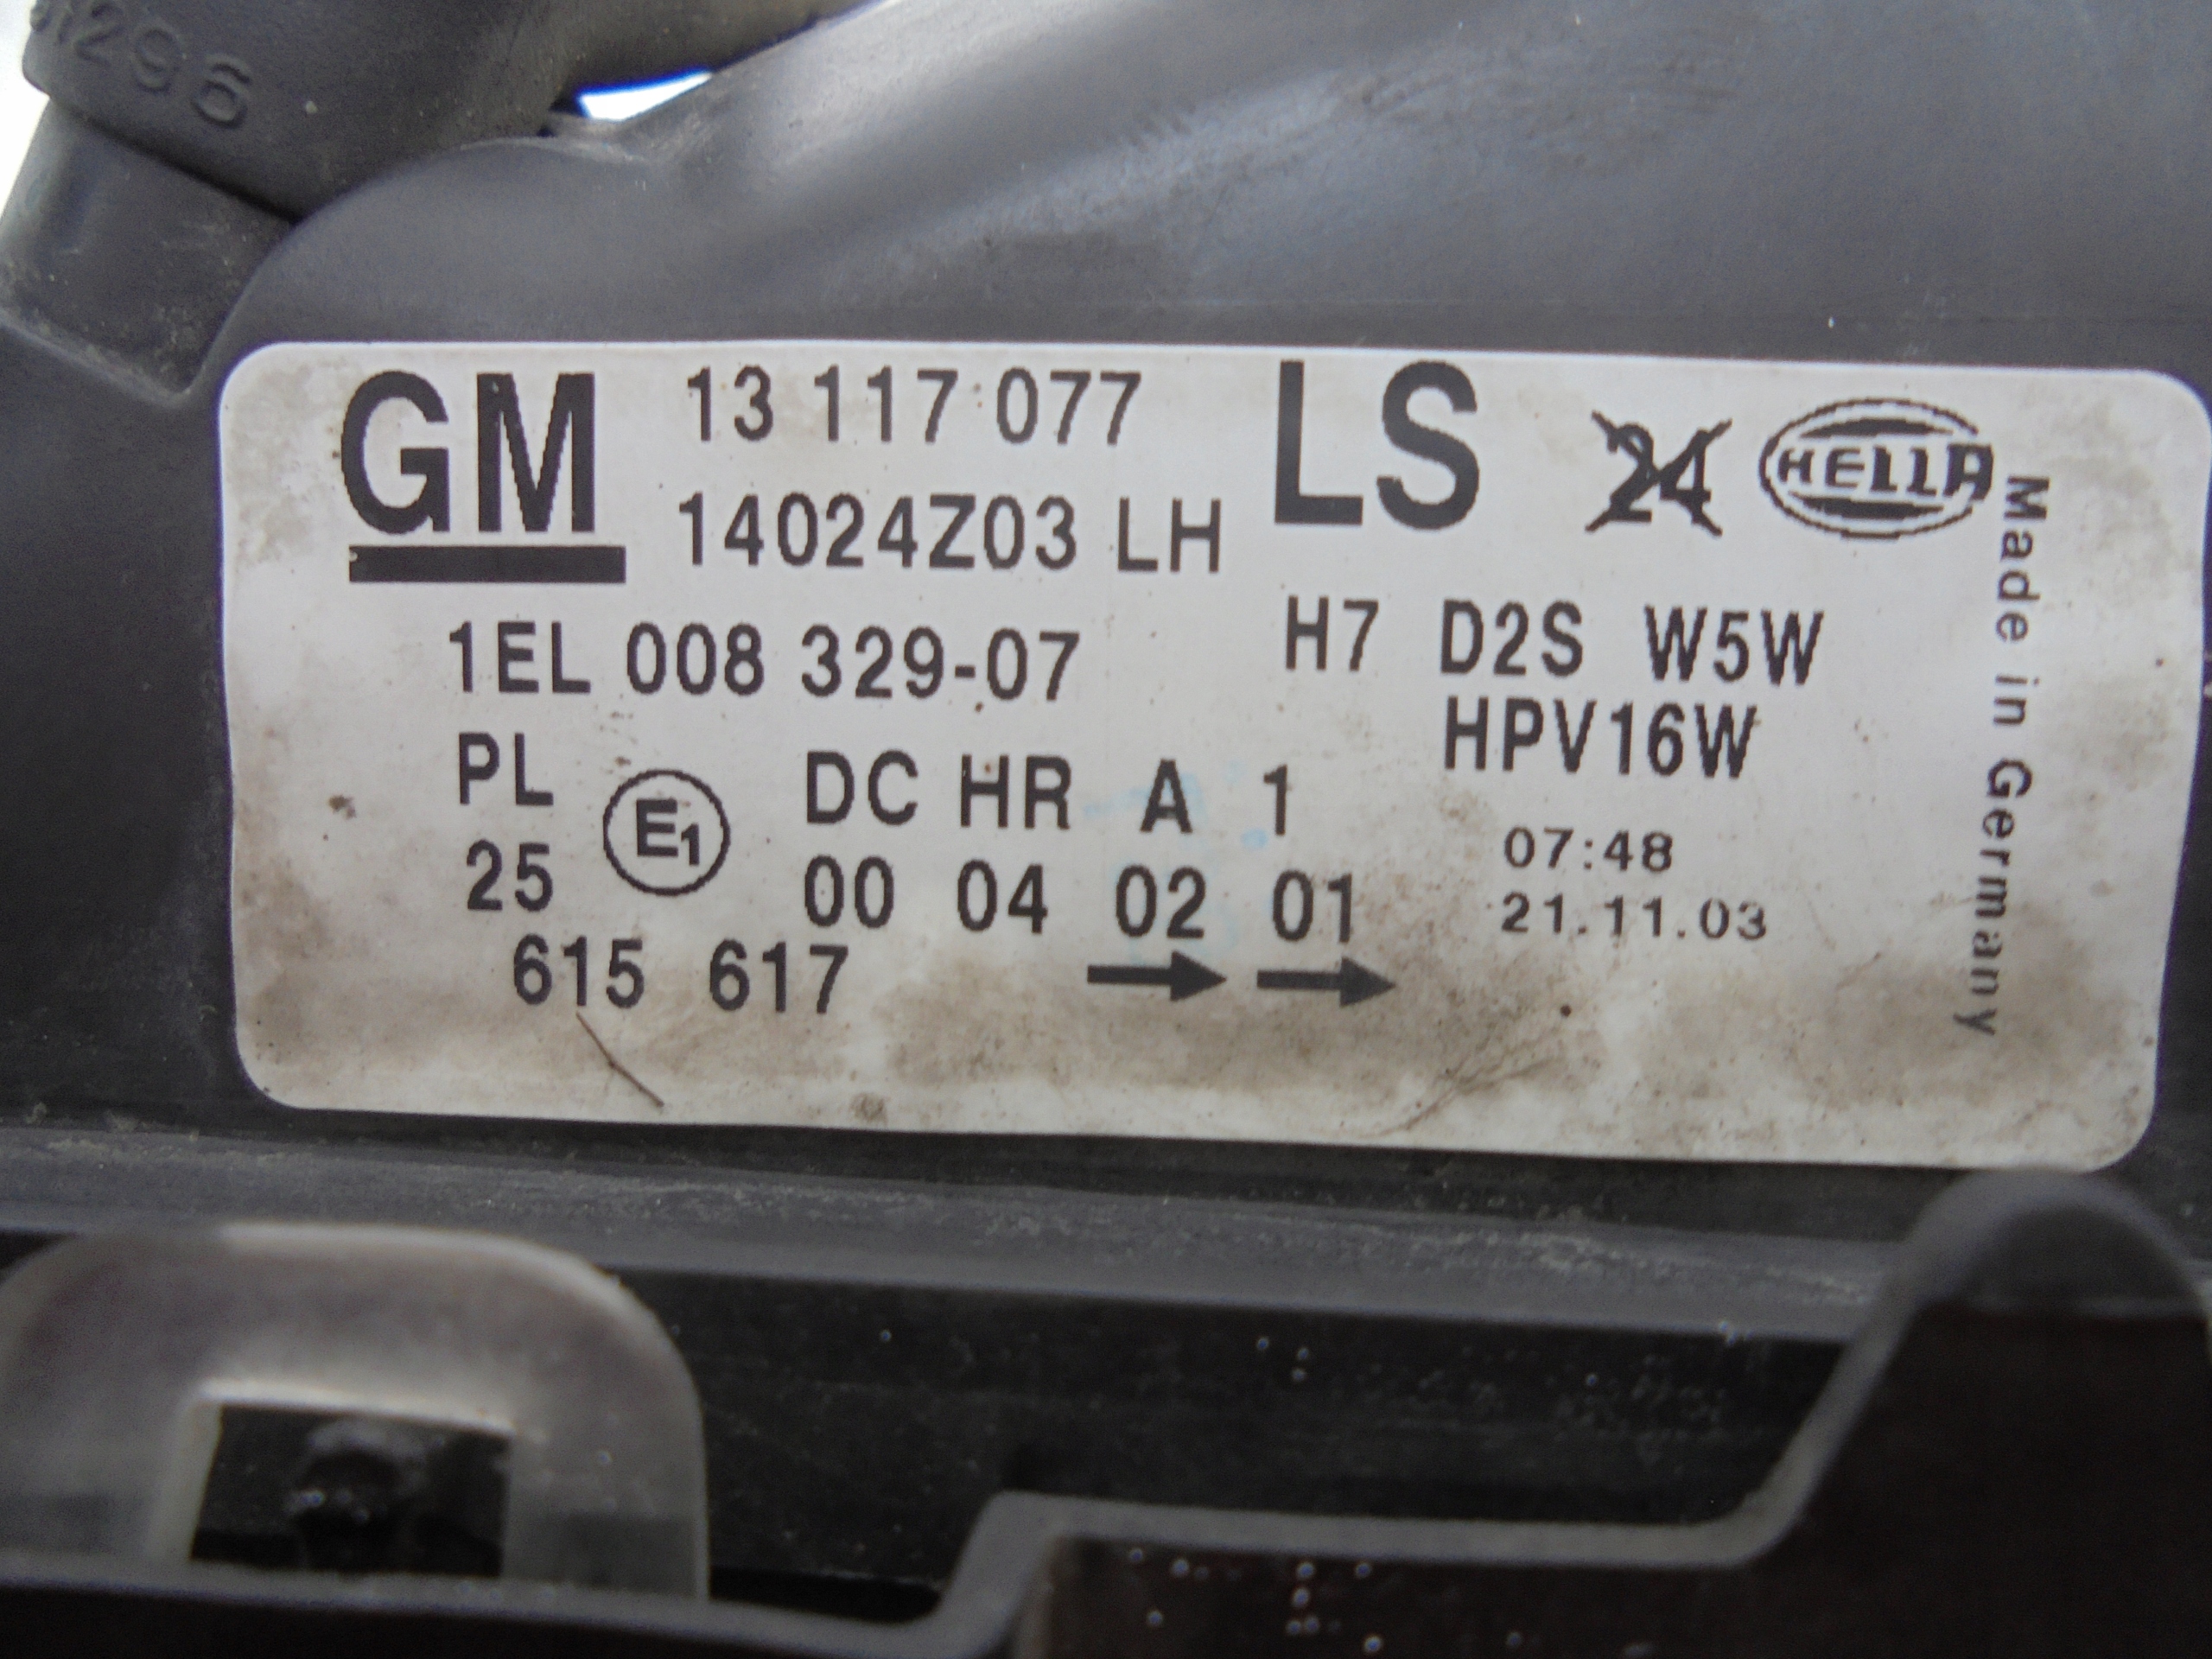 296
GM 13 117 077 LS 24 HELLA
14024Z03 LH
1EL 008 329-07 H7 D2S W5W
HPV16W
PL E1 DC HR A 1
25 00 04 02 01
07:48
21.11.03
615 617 → →
Made in Germany